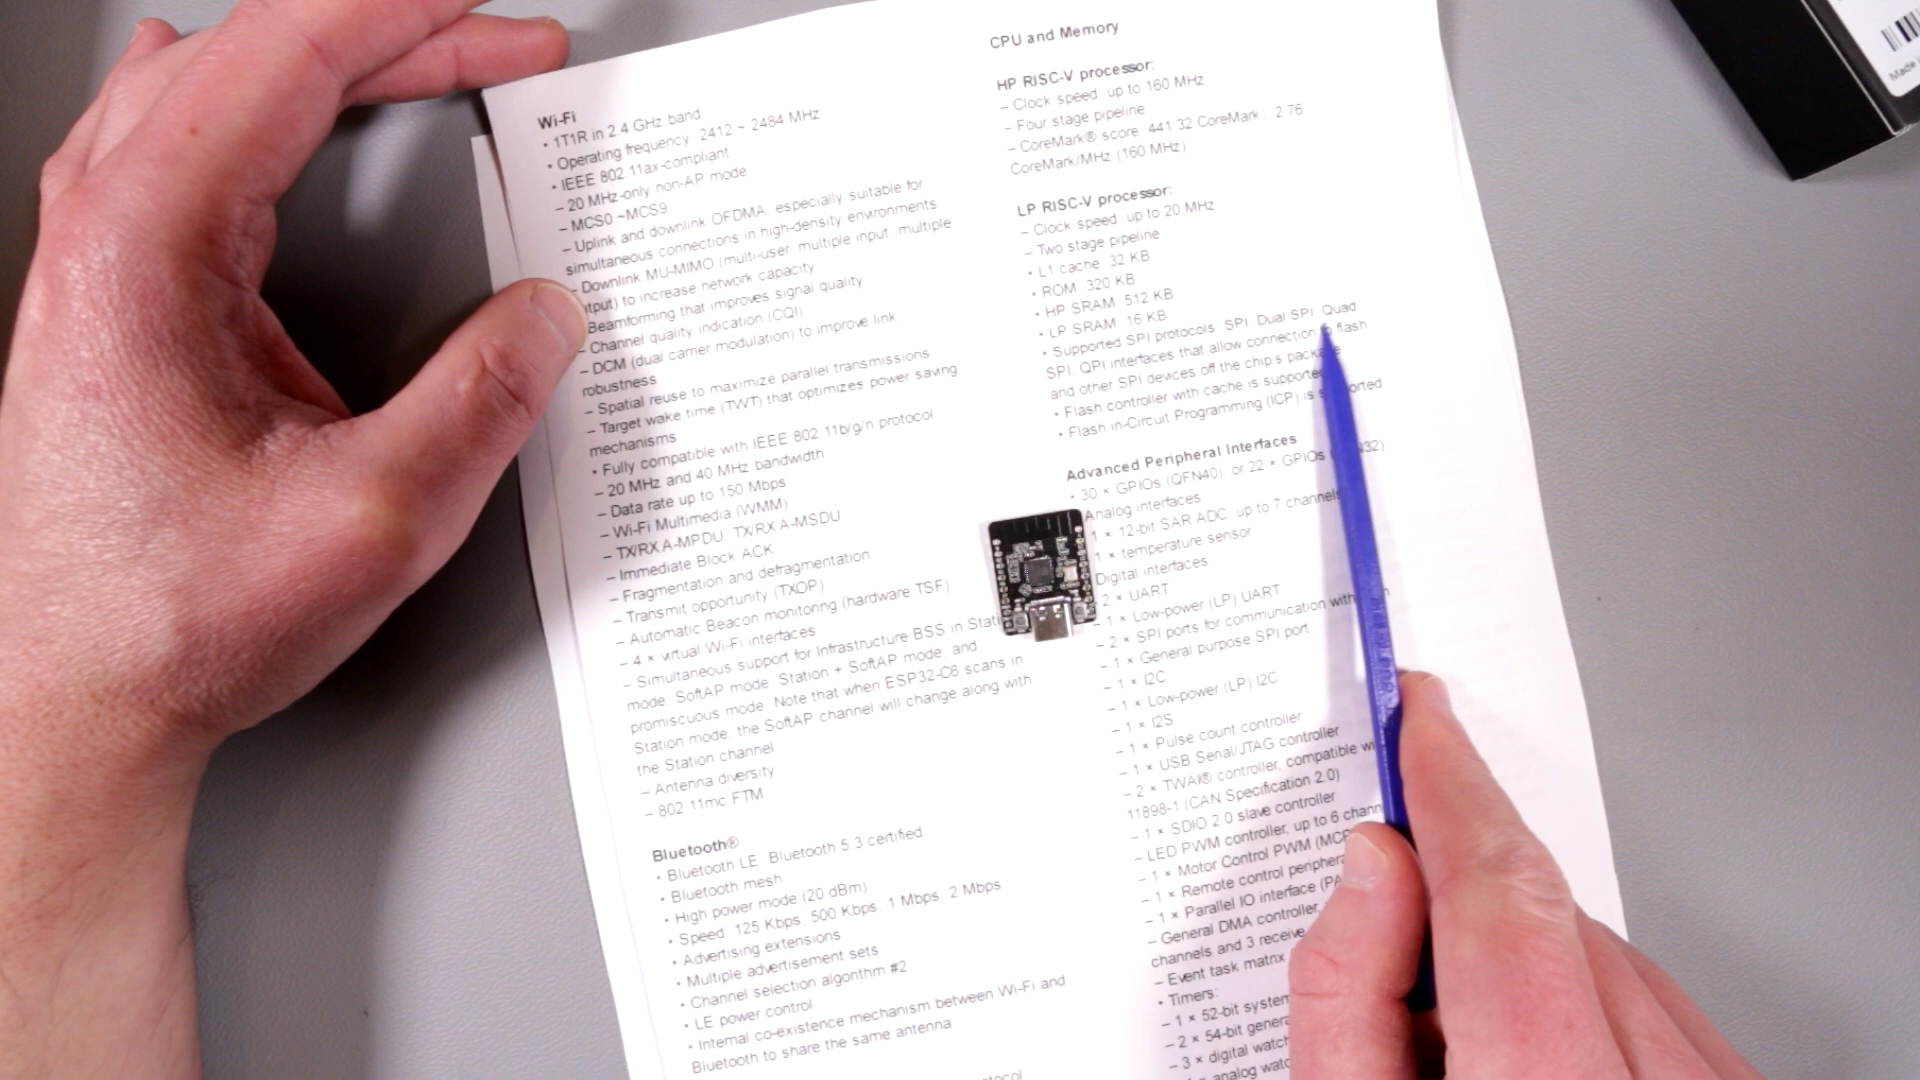 Wi-Fi
• 1T1R in 2.4 GHz band
• Operating frequency 2412 ~ 2484 MHz
• IEEE 802 11ax-compliant
– 20 MHz-only non-AP mode
– MCS0 ~MCS9
– Uplink and downlink OFDMA, especially suitable for
simultaneous connections in high-density environments
– Downlink MU-MIMO (multi-user, multiple input, multiple
tput) to increase network capacity
Beamforming that improves signal quality
– Channel quality indication (CQI)
– DCM (dual carrier modulation) to improve link
robustness
– Spatial reuse to maximize parallel transmissions
– Target wake time (TWT) that optimizes power saving
mechanisms
• Fully compatible with IEEE 802.11b/g/n protocol
– 20 MHz and 40 MHz bandwidth
– Data rate up to 150 Mbps
– Wi-Fi Multimedia (WMM)
– TX/RX A-MPDU, TX/RX A-MSDU
– Immediate Block ACK
– Fragmentation and defragmentation
– Transmit opportunity (TXOP)
– Automatic Beacon monitoring (hardware TSF)
– 4 × virtual Wi-Fi interfaces
– Simultaneous support for Infrastructure BSS in Stati
mode, SoftAP mode, Station + SoftAP mode, and
promiscuous mode. Note that when ESP32-C6 scans in
Station mode, the SoftAP channel will change along with
the Station channel
– Antenna diversity
– 802 11mc FTM
Bluetooth®
• Bluetooth LE Bluetooth 5 3 certified
• Bluetooth mesh
• High power mode (20 dBm)
• Speed 125 Kbps, 500 Kbps, 1 Mbps, 2 Mbps
• Advertising extensions
• Multiple advertisement sets
• Channel selection algorithm #2
• LE power control
• Internal co-existence mechanism between Wi-Fi and
Bluetooth to share the same antenna
otocol
CPU and Memory
HP RISC-V processor:
– Clock speed up to 160 MHz
– Four stage pipeline
– CoreMark® score 441 32 CoreMark; 2.76
CoreMark/MHz (160 MHz)
LP RISC-V processor:
– Clock speed up to 20 MHz
– Two stage pipeline
• L1 cache 32 KB
• ROM 320 KB
• HP SRAM 512 KB
• LP SRAM 16 KB
• Supported SPI protocols SPI, Dual SPI, Quad
SPI, QPI interfaces that allow connection to flash
and other SPI devices off the chip's package
• Flash controller with cache is supported
• Flash in-Circuit Programming (ICP) is supported
Advanced Peripheral Interfaces
• 30 × GPIOs (QFN40), or 22 × GPIOs (N32)
Analog interfaces
1 × 12-bit SAR ADC up to 7 channels
1 × temperature sensor
Digital interfaces
2 × UART
– 1 × Low-power (LP) UART
– 2 × SPI ports for communication with
– 1 × General purpose SPI port
– 1 × I2C
– 1 × Low-power (LP) I2C
– 1 × I2S
– 1 × Pulse count controller
– 1 × USB Serial/JTAG controller
– 2 × TWAI® controller, compatible wi
11898-1 (CAN Specification 2.0)
– 1 × SDIO 2 0 slave controller
– LED PWM controller, up to 6 chann
– 1 × Motor Control PWM (MCP
– 1 × Remote control periphera
– 1 × Parallel IO interface (PA
– General DMA controller,
channels and 3 receive
– Event task matrix
• Timers:
– 1 × 52-bit system
– 2 × 54-bit genera
– 3 × digital watch
analog watc
Made i